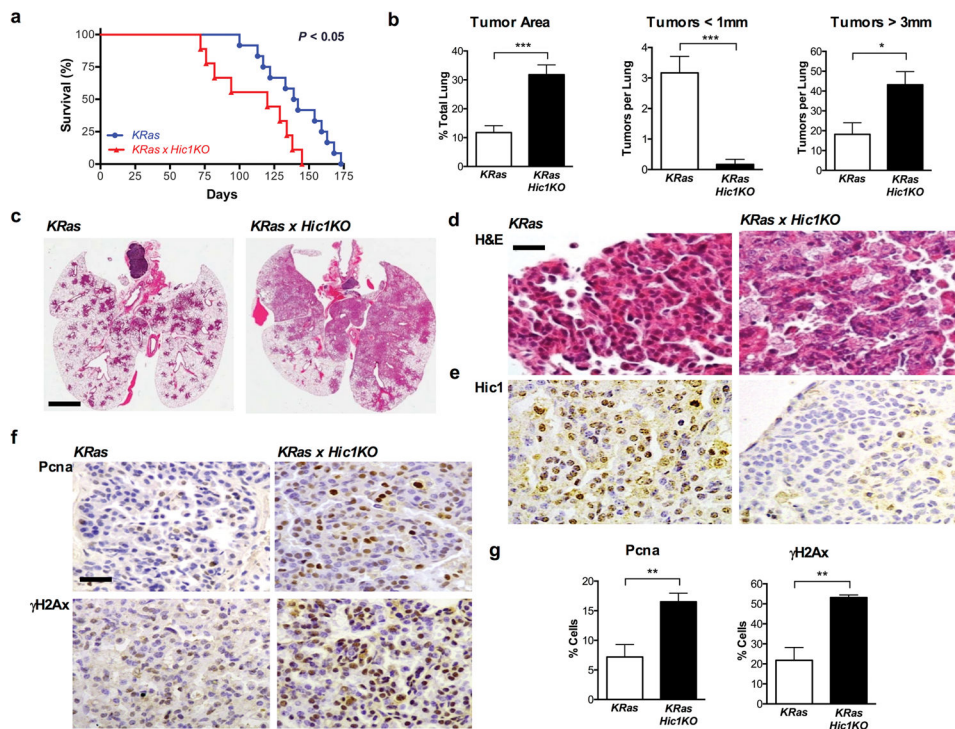 a
P < 0.05
100
75
50
25
0
Survival (%)
KRas
KRas x Hic1KO
0 25 50 75 100 125 150 175
Days
b
Tumor Area
***
40
30
20
10
0
% Total Lung
KRas
KRas
Hic1KO
Tumors < 1mm
***
4
3
2
1
0
Tumors per Lung
KRas
KRas
Hic1KO
Tumors > 3mm
*
60
50
40
30
20
10
0
Tumors per Lung
KRas
KRas
Hic1KO
c
KRas
KRas x Hic1KO
d
KRas
KRas x Hic1KO
H&E
e
Hic1
f
KRas
KRas x Hic1KO
Pcna
γH2Ax
g
Pcna
**
20
15
10
5
0
% Cells
KRas
KRas
Hic1KO
γH2Ax
**
60
50
40
30
20
10
0
% Cells
KRas
KRas
Hic1KO